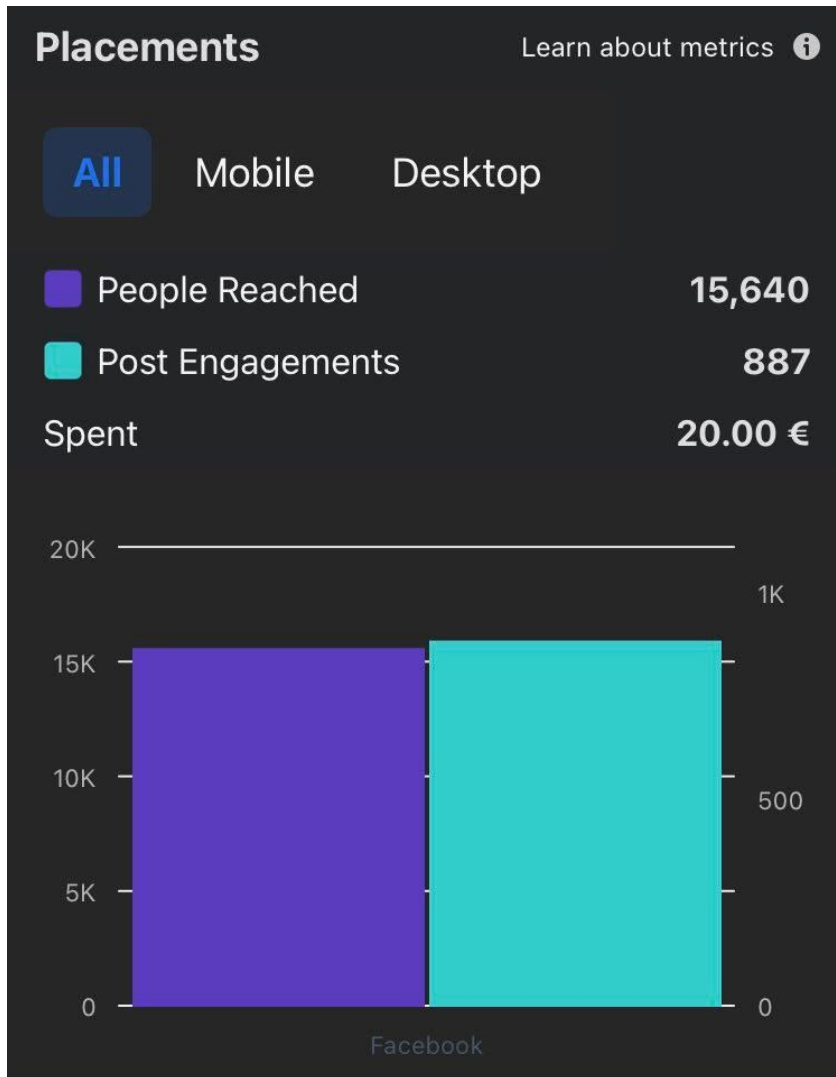 Placements Learn about metrics
All Mobile Desktop
People Reached 15,640
Post Engagements 887
Spent 20.00 €
20K
1K
15K
10K
500
5K
0 0
Facebook